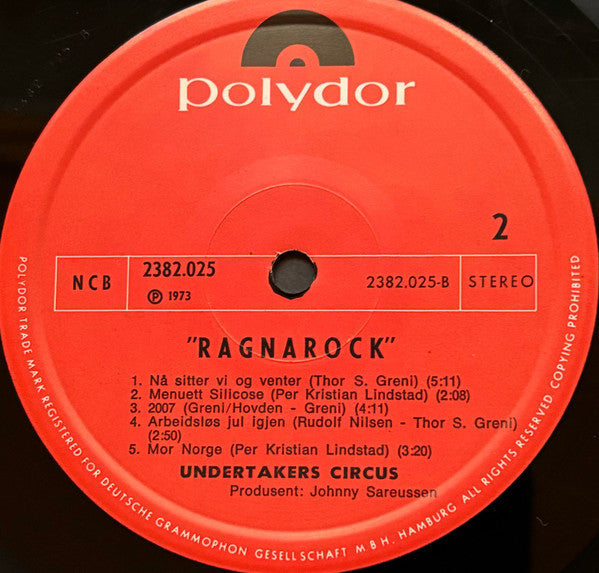 polydor
2
NCB
2382.025
℗ 1973
2382.025-B
STEREO
"RAGNAROCK"
1. Nå sitter vi og venter (Thor S. Greni) (5:11)
2. Menuett Silicose (Per Kristian Lindstad) (2:08)
3. 2007 (Greni/Hovden - Greni) (4:11)
4. Arbeidsløs jul igjen (Rudolf Nilsen - Thor S. Greni)
(2:50)
5. Mor Norge (Per Kristian Lindstad) (3:20)
UNDERTAKERS CIRCUS
Produsent: Johnny Sareussen
POLYDOR TRADE MARK REGISTERED FOR DEUTSCHE GRAMMOPHON GESELLSCHAFT M B H. HAMBURG ALL RIGHTS RESERVED COPYING PROHIBITED